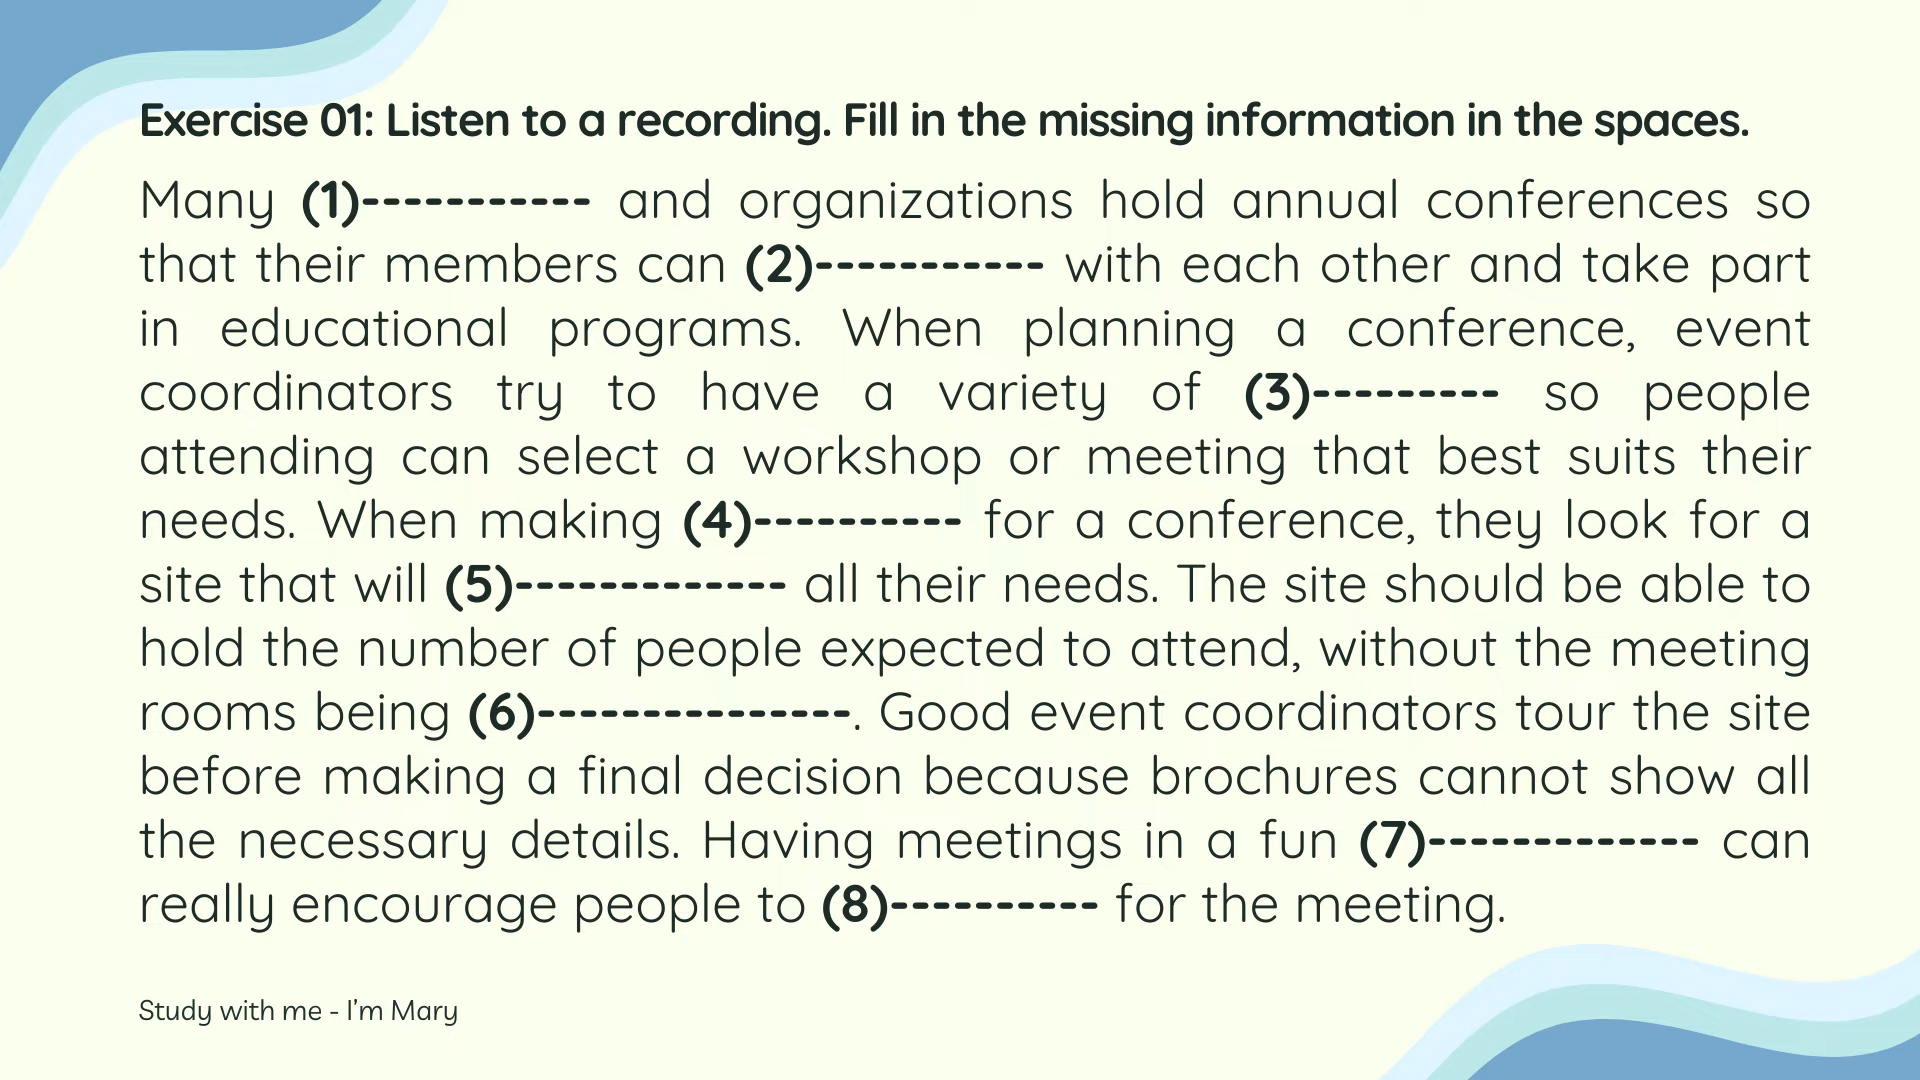 Exercise 01: Listen to a recording. Fill in the missing information in the spaces.
Many (1)----------- and organizations hold annual conferences so
that their members can (2)----------- with each other and take part
in educational programs. When planning a conference, event
coordinators try to have a variety of (3)--------- so people
attending can select a workshop or meeting that best suits their
needs. When making (4)---------- for a conference, they look for a
site that will (5)------------- all their needs. The site should be able to
hold the number of people expected to attend, without the meeting
rooms being (6)---------------. Good event coordinators tour the site
before making a final decision because brochures cannot show all
the necessary details. Having meetings in a fun (7)------------- can
really encourage people to (8)---------- for the meeting.
Study with me - I'm Mary